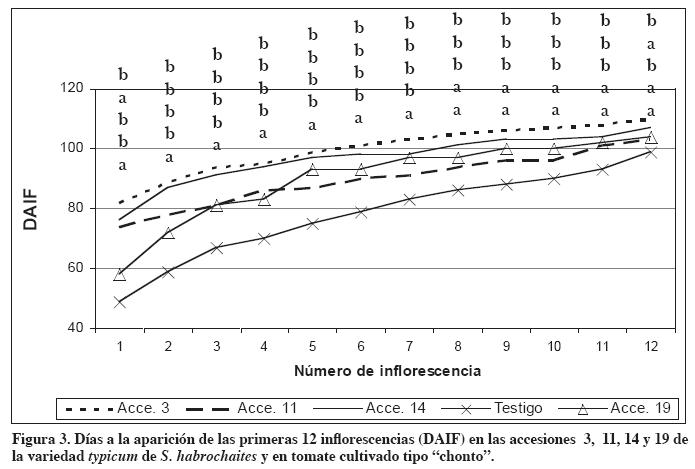 b b b b b b b b b b b b
a b b b b b b b b b b a
b b b b b b b b b b b b
b b b b b b b a a a a a
a a a a a a a a a a a a
120
100
80
60
40
DAIF
1 2 3 4 5 6 7 8 9 10 11 12
Número de inflorescencia
Acce. 3 Acce. 11 Acce. 14 Testigo Acce. 19
Figura 3. Días a la aparición de las primeras 12 inflorescencias (DAIF) en las accesiones 3, 11, 14 y 19 de
la variedad typicum de S. habrochaites y en tomate cultivado tipo “chonto”.